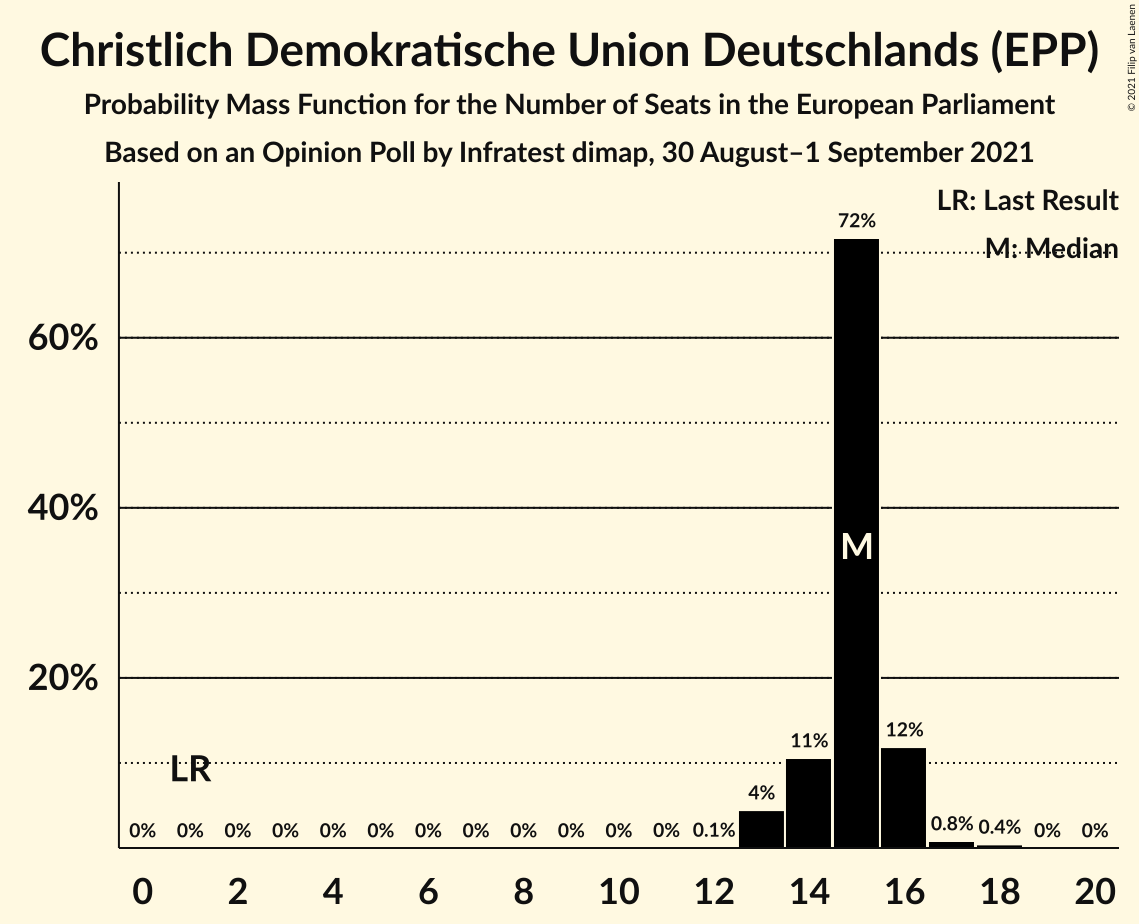 Christlich Demokratische Union Deutschlands (EPP)
Probability Mass Function for the Number of Seats in the European Parliament
Based on an Opinion Poll by Infratest dimap, 30 August–1 September 2021
© 2021 Filip van Laenen
LR: Last Result
M: Median
72%
60%
40%
M
20%
12%
11%
LR
4%
0% 0% 0% 0% 0% 0% 0% 0% 0% 0% 0% 0% 0.1% 0.8% 0.4% 0% 0%
0 2 4 6 8 10 12 14 16 18 20